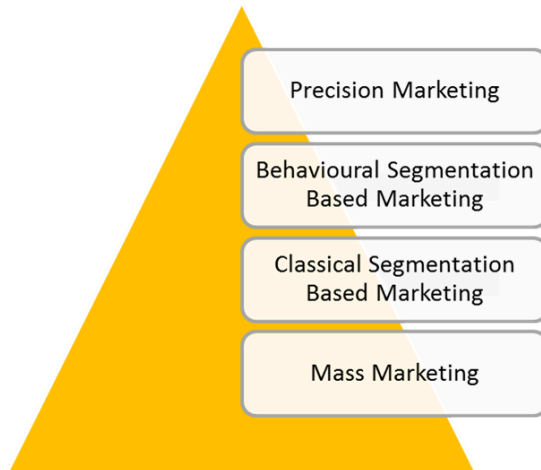 Precision Marketing
Behavioural Segmentation
Based Marketing
Classical Segmentation
Based Marketing
Mass Marketing